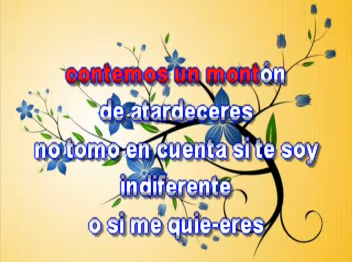 contemos un montón
de atardeceres
no tomo en cuenta si te soy
indiferente
o si me quie-eres